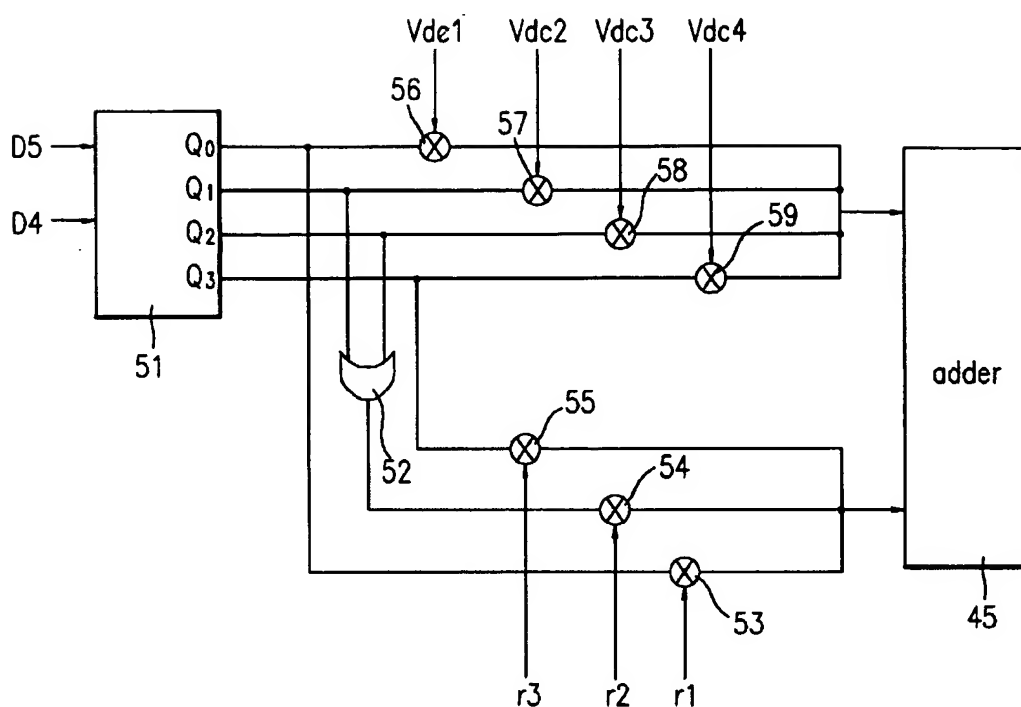 Vde1 Vdc2 Vdc3 Vdc4
56
57
58
59
D5
D4
Q0
Q1
Q2
Q3
51
52
55
54
53
adder
45
r3 r2 r1